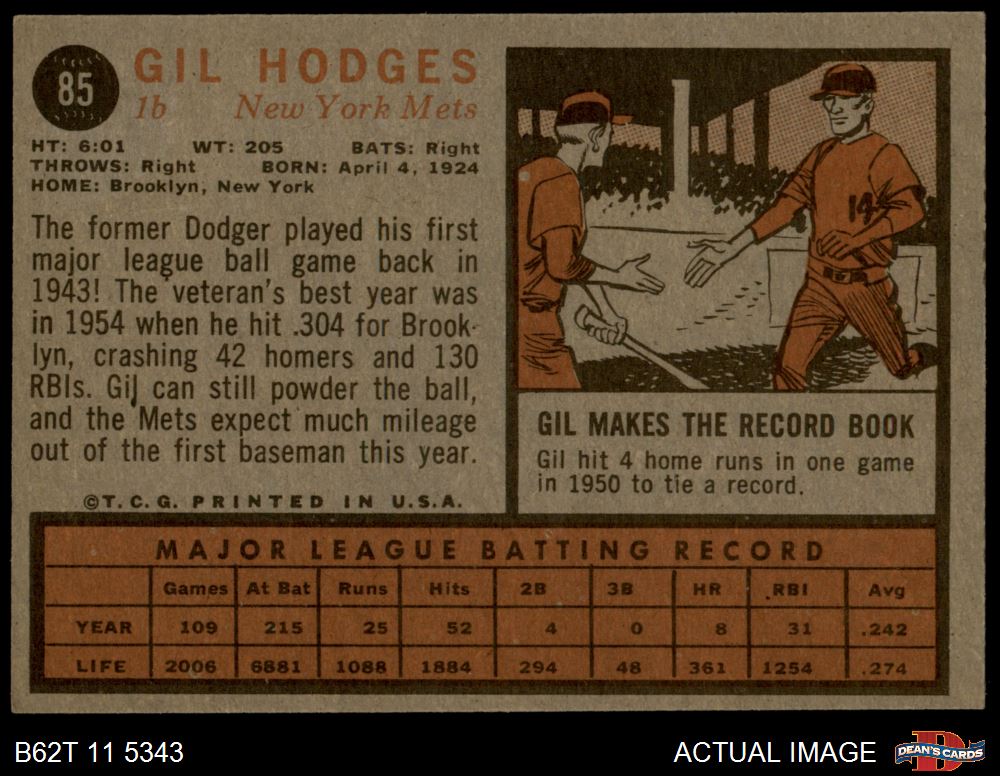 85
GIL HODGES
1b New York Mets
HT: 6:01 WT: 205 BATS: Right
THROWS: Right BORN: April 4, 1924
HOME: Brooklyn, New York
The former Dodger played his first
major league ball game back in
1943! The veteran's best year was
in 1954 when he hit .304 for Brook-
lyn, crashing 42 homers and 130
RBIs. Gil can still powder the ball,
and the Mets expect much mileage
out of the first baseman this year.
©T.C.G. PRINTED IN U.S.A.
14
GIL MAKES THE RECORD BOOK
Gil hit 4 home runs in one game
in 1950 to tie a record.
MAJOR LEAGUE BATTING RECORD
Games At Bat Runs Hits 2B 3B HR RBI Avg
YEAR 109 215 25 52 4 0 8 31 .242
LIFE 2006 6881 1088 1884 294 48 361 1254 .274
B62T 11 5343
ACTUAL IMAGE
D
DEAN'S CARDS